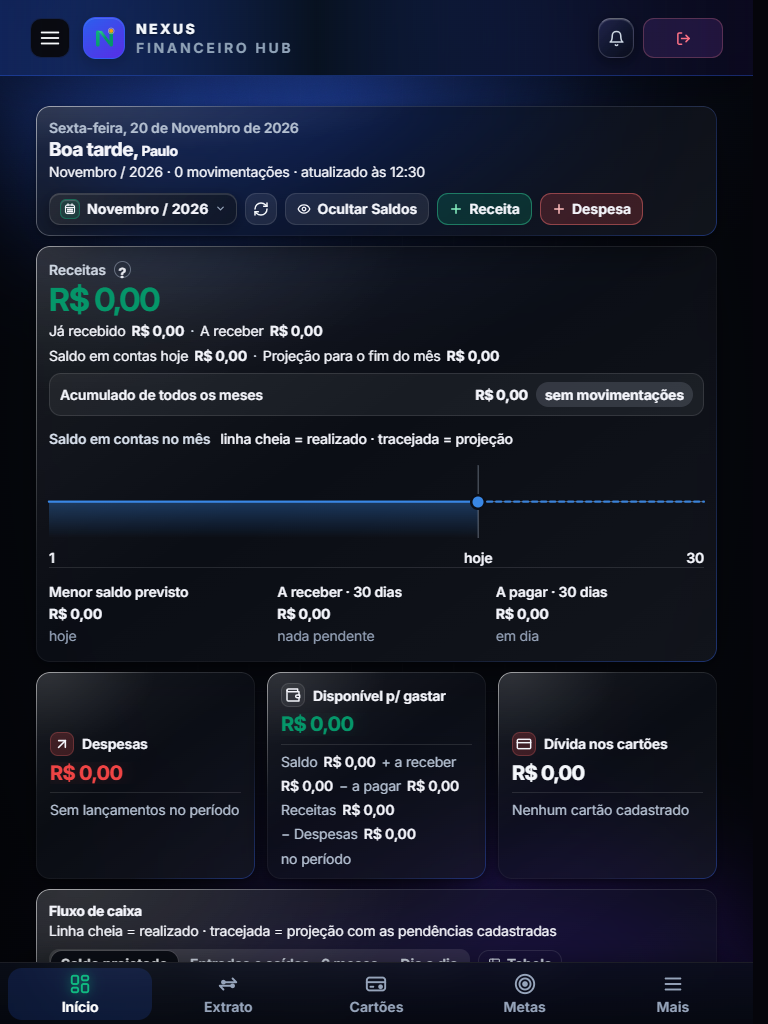 NEXUS
FINANCEIRO HUB
Sexta-feira, 20 de Novembro de 2026
Boa tarde, Paulo
Novembro / 2026 · 0 movimentações · atualizado às 12:30
Novembro / 2026
Ocultar Saldos
+ Receita
+ Despesa
Receitas ?
R$ 0,00
Já recebido R$ 0,00 · A receber R$ 0,00
Saldo em contas hoje R$ 0,00 · Projeção para o fim do mês R$ 0,00
Acumulado de todos os meses R$ 0,00 sem movimentações
Saldo em contas no mês linha cheia = realizado · tracejada = projeção
1 hoje 30
Menor saldo previsto
R$ 0,00
hoje
A receber · 30 dias
R$ 0,00
nada pendente
A pagar · 30 dias
R$ 0,00
em dia
Despesas
R$ 0,00
Sem lançamentos no período
Disponível p/ gastar
R$ 0,00
Saldo R$ 0,00 + a receber
R$ 0,00 − a pagar R$ 0,00
Receitas R$ 0,00
− Despesas R$ 0,00
no período
Dívida nos cartões
R$ 0,00
Nenhum cartão cadastrado
Fluxo de caixa
Linha cheia = realizado · tracejada = projeção com as pendências cadastradas
Início
Extrato
Cartões
Metas
Mais